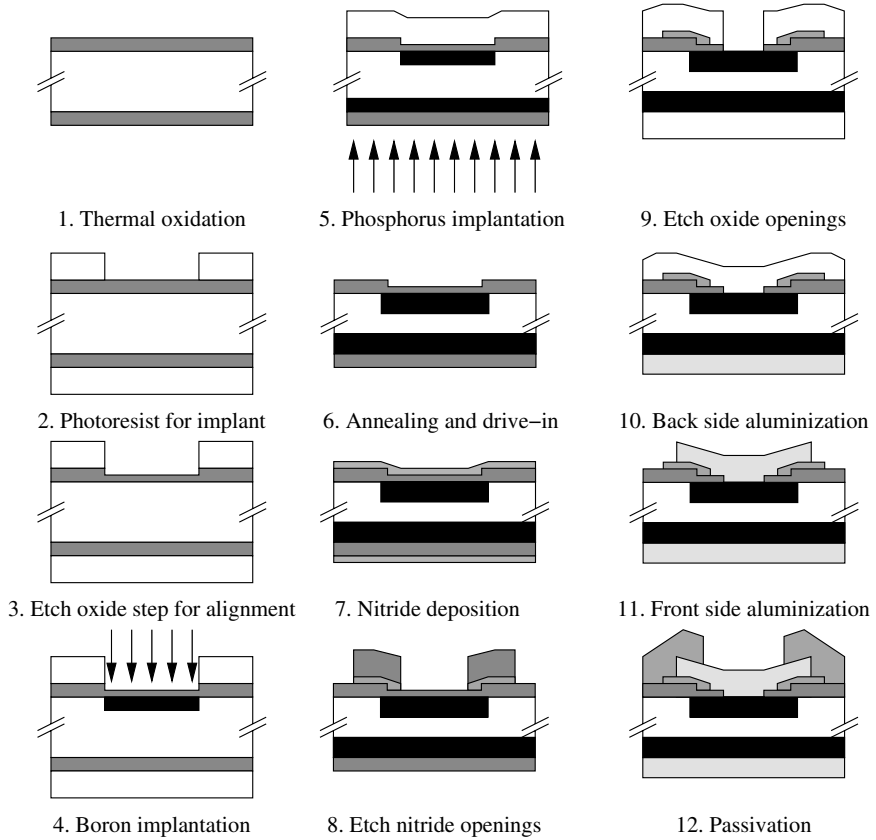 1. Thermal oxidation
2. Photoresist for implant
3. Etch oxide step for alignment
4. Boron implantation
5. Phosphorus implantation
6. Annealing and drive−in
7. Nitride deposition
8. Etch nitride openings
9. Etch oxide openings
10. Back side aluminization
11. Front side aluminization
12. Passivation